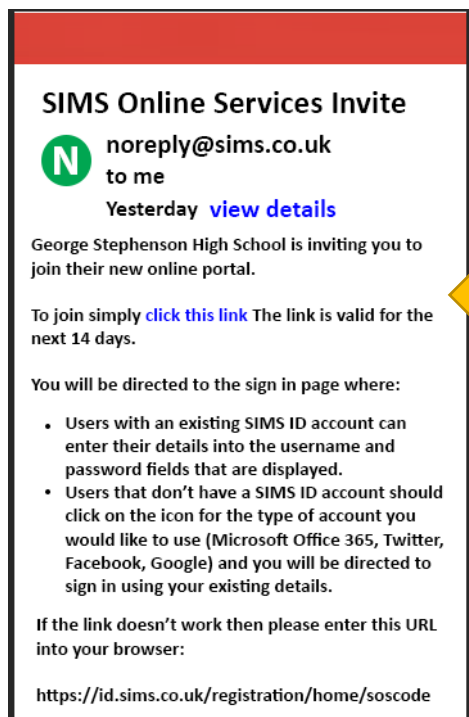 SIMS Online Services Invite
N
noreply@sims.co.uk
to me
Yesterday view details
George Stephenson High School is inviting you to
join their new online portal.
To join simply click this link The link is valid for the
next 14 days.
You will be directed to the sign in page where:
• Users with an existing SIMS ID account can
enter their details into the username and
password fields that are displayed.
• Users that don't have a SIMS ID account should
click on the icon for the type of account you
would like to use (Microsoft Office 365, Twitter,
Facebook, Google) and you will be directed to
sign in using your existing details.
If the link doesn't work then please enter this URL
into your browser:
https://id.sims.co.uk/registration/home/soscode